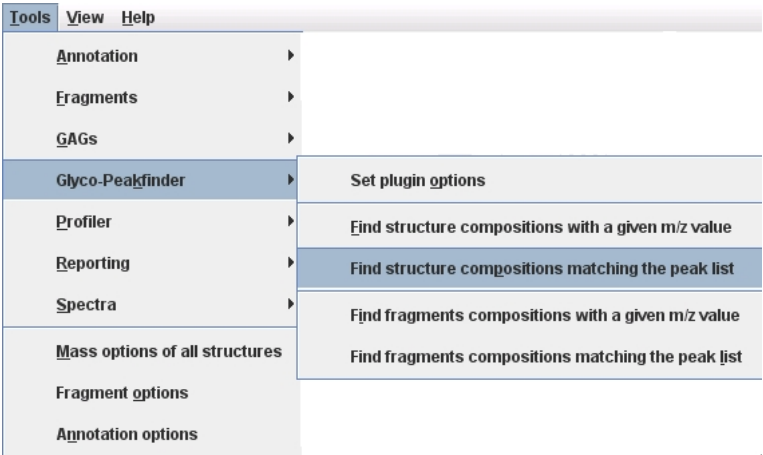 Tools View Help
Annotation
Fragments
GAGs
Glyco-Peakfinder
Set plugin options
Profiler
Find structure compositions with a given m/z value
Reporting
Find structure compositions matching the peak list
Spectra
Find fragments compositions with a given m/z value
Mass options of all structures
Find fragments compositions matching the peak list
Fragment options
Annotation options